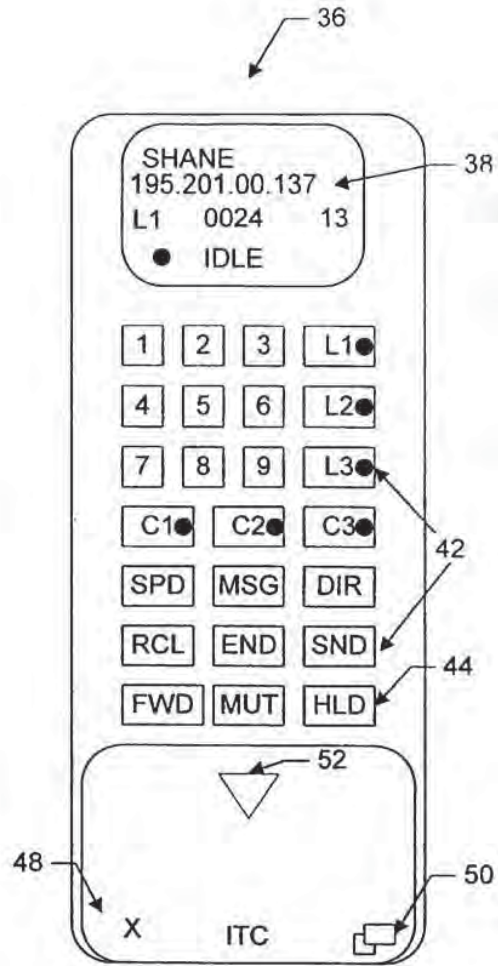 36
SHANE
38
195.201.00.137
L1 0024 13
IDLE
1 2 3 L1
4 5 6 L2
7 8 9 L3
C1 C2 C3
42
SPD MSG DIR
RCL END SND
44
FWD MUT HLD
52
48
50
X ITC